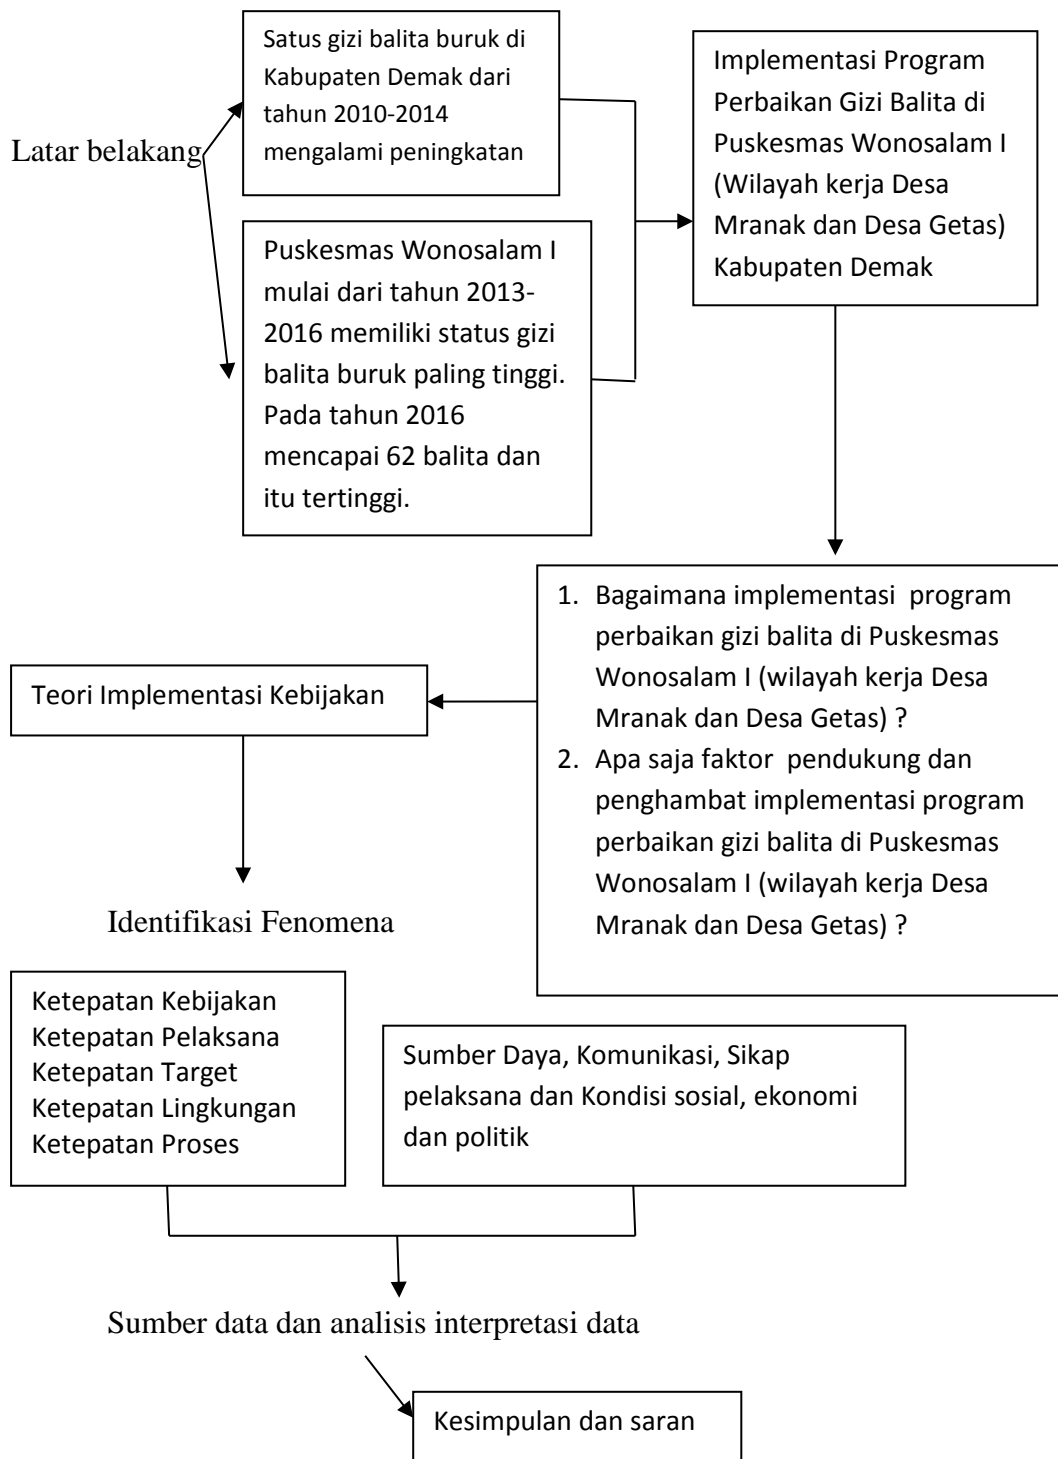 Satus gizi balita buruk di
Kabupaten Demak dari
tahun 2010-2014
mengalami peningkatan
Latar belakang
Puskesmas Wonosalam I
mulai dari tahun 2013-
2016 memiliki status gizi
balita buruk paling tinggi.
Pada tahun 2016
mencapai 62 balita dan
itu tertinggi.
Implementasi Program
Perbaikan Gizi Balita di
Puskesmas Wonosalam I
(Wilayah kerja Desa
Mranak dan Desa Getas)
Kabupaten Demak
1. Bagaimana implementasi program
perbaikan gizi balita di Puskesmas
Wonosalam I (wilayah kerja Desa
Mranak dan Desa Getas) ?
2. Apa saja faktor pendukung dan
penghambat implementasi program
perbaikan gizi balita di Puskesmas
Wonosalam I (wilayah kerja Desa
Mranak dan Desa Getas) ?
Teori Implementasi Kebijakan
Identifikasi Fenomena
Ketepatan Kebijakan
Ketepatan Pelaksana
Ketepatan Target
Ketepatan Lingkungan
Ketepatan Proses
Sumber Daya, Komunikasi, Sikap
pelaksana dan Kondisi sosial, ekonomi
dan politik
Sumber data dan analisis interpretasi data
Kesimpulan dan saran